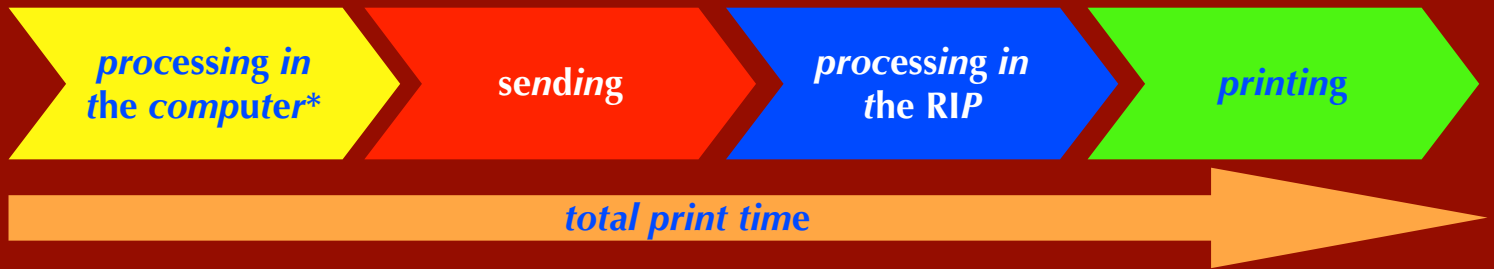 processing in
the computer*
sending
processing in
the RIP
printing
total print time